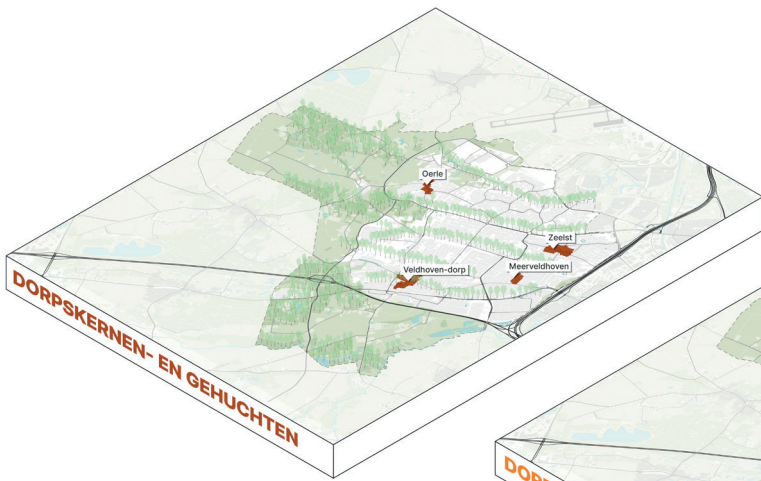 Oerle
Zeelst
Meerveldhoven
Veldhoven-dorp
DORPSKERNEN- EN GEHUCHTEN